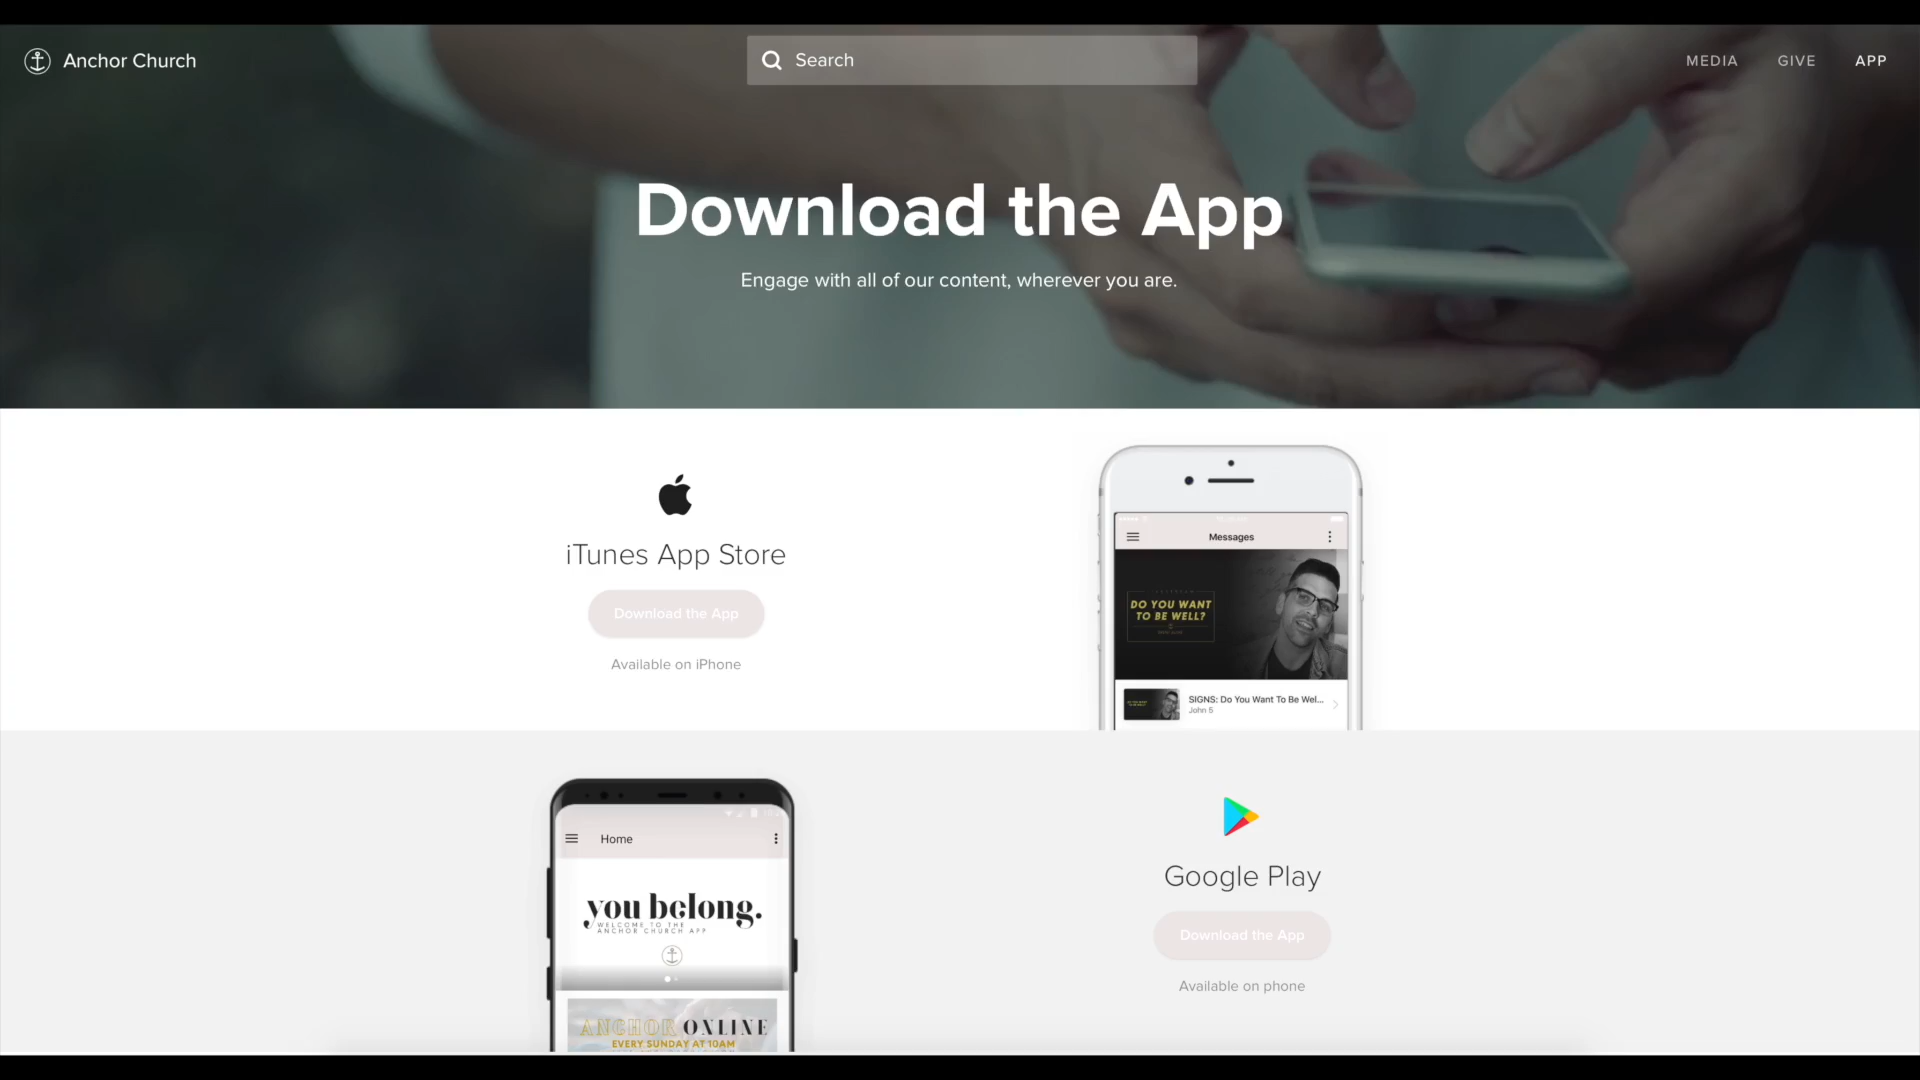 Anchor Church
Search
MEDIA
GIVE
APP
Download the App
Engage with all of our content, wherever you are.
iTunes App Store
Download the App
Available on iPhone
Messages
DO YOU WANT
TO BE WELL?
SIGNS: Do You Want To Be Wel...
John 5
Home
you belong.
WELCOME TO THE
ANCHOR CHURCH APP
ANCHOR ONLINE
EVERY SUNDAY AT 10AM
Google Play
Download the App
Available on phone